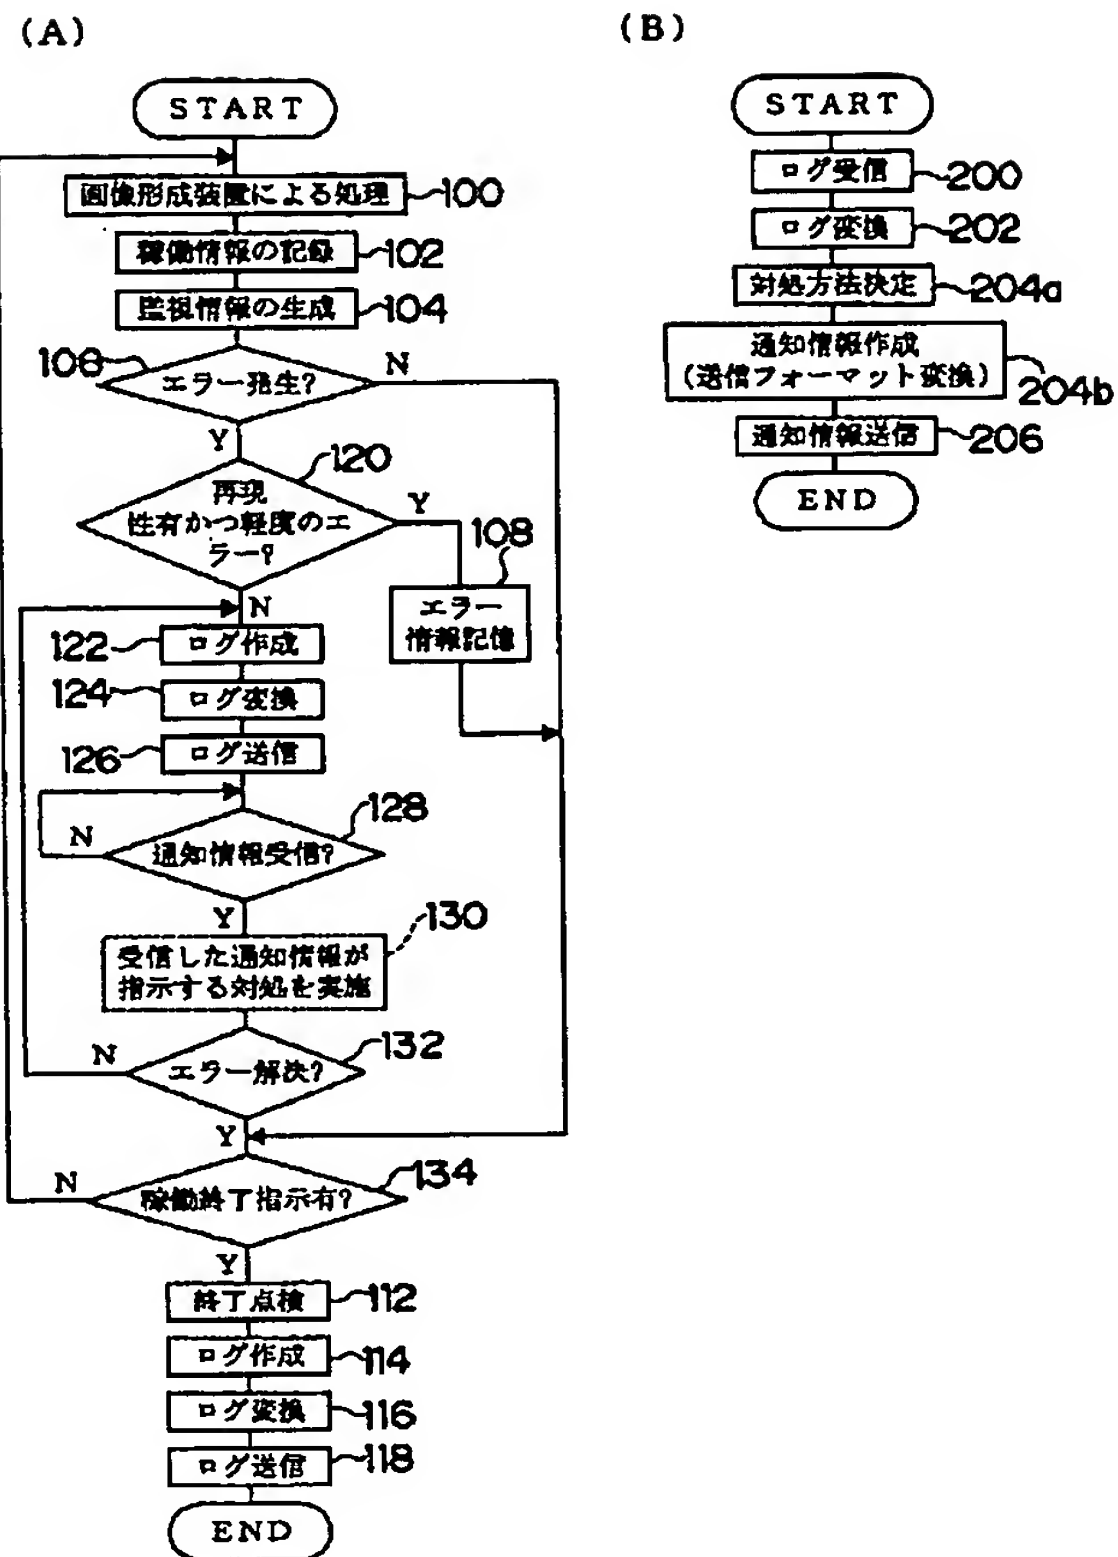 (A)
START
画像形成装置による処理
100
稼働情報の記録
102
監視情報の生成
104
106
エラー発生?
N
Y
120
再現
性有かつ軽度のエ
ラー?
Y
108
エラー
情報記憶
N
122
ログ作成
124
ログ変換
126
ログ送信
128
N
通知情報受信?
Y
130
受信した通知情報が
指示する対処を実施
132
N
エラー解決?
Y
134
N
稼働終了指示有?
Y
終了点検
112
ログ作成
114
ログ変換
116
ログ送信
118
END
(B)
START
ログ受信
200
ログ変換
202
対処方法決定
204a
通知情報作成
(送信フォーマット変換)
204b
通知情報送信
206
END